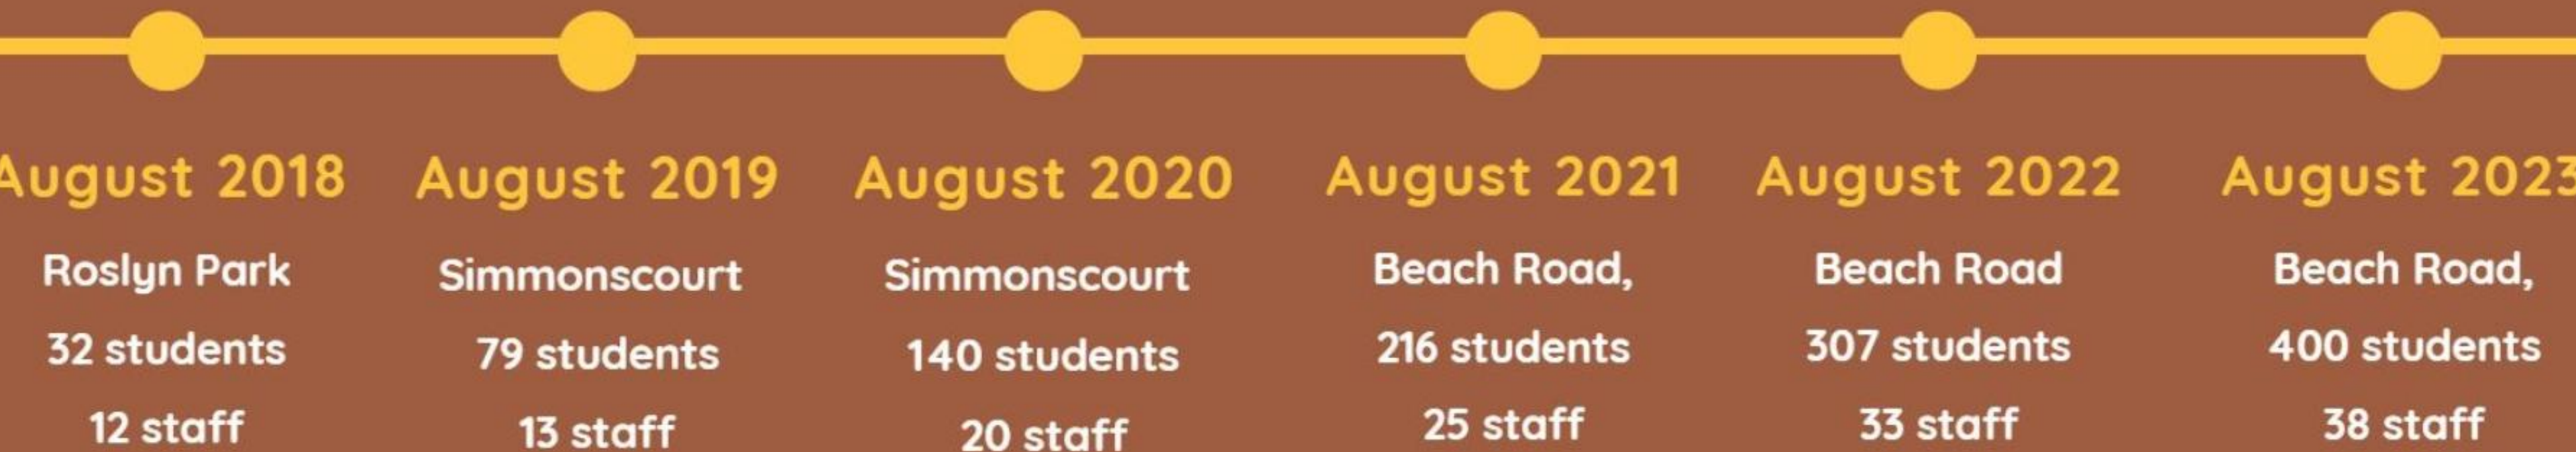 August 2018
Roslyn Park
32 students
12 staff
August 2019
Simmonscourt
79 students
13 staff
August 2020
Simmonscourt
140 students
20 staff
August 2021
Beach Road,
216 students
25 staff
August 2022
Beach Road
307 students
33 staff
August 2023
Beach Road,
400 students
38 staff